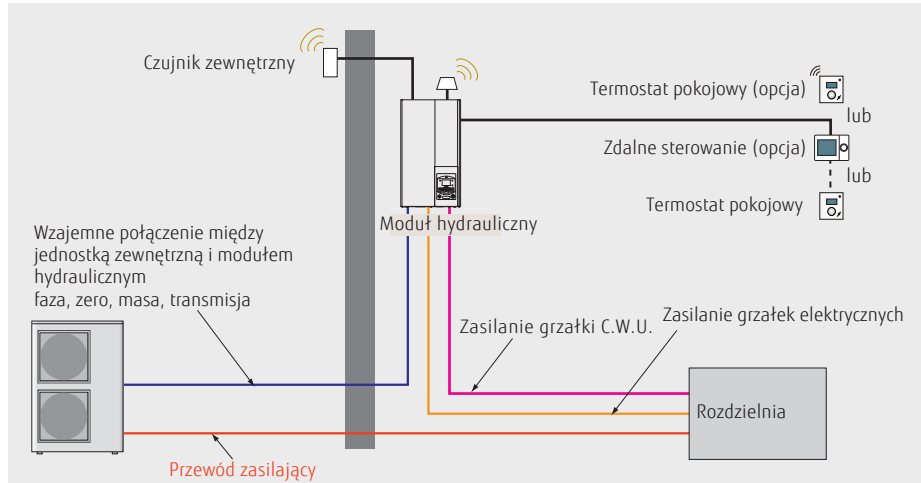 Czujnik zewnętrzny
Termostat pokojowy (opcja)
lub
Zdalne sterowanie (opcja)
lub
Termostat pokojowy
Moduł hydrauliczny
Wzajemne połączenie między
jednostką zewnętrzną i modułem
hydraulicznym
faza, zero, masa, transmisja
Zasilanie grzałki C.W.U.
Zasilanie grzałek elektrycznych
Rozdzielnia
Przewód zasilający